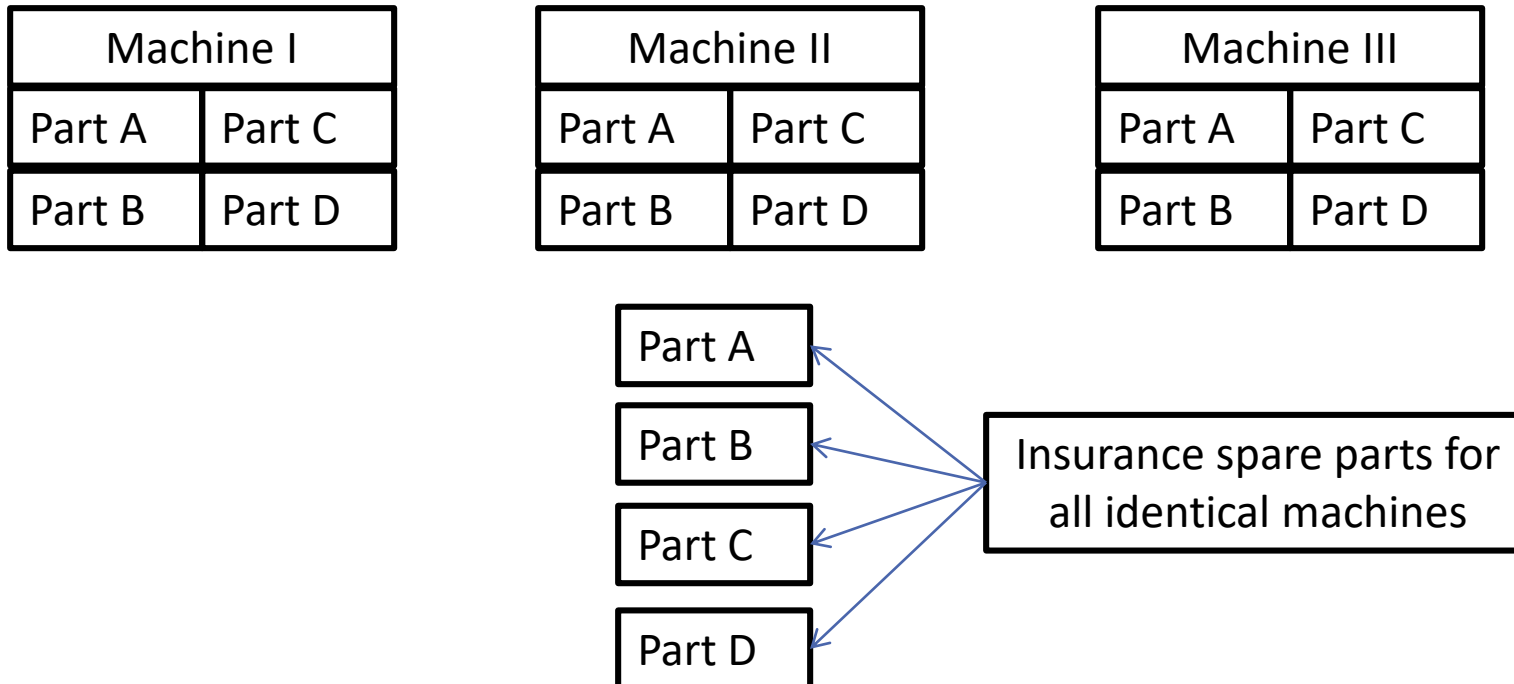 Machine I
Part A Part C
Part B Part D
Machine II
Part A Part C
Part B Part D
Machine III
Part A Part C
Part B Part D
Part A
Part B
Part C
Part D
Insurance spare parts for
all identical machines